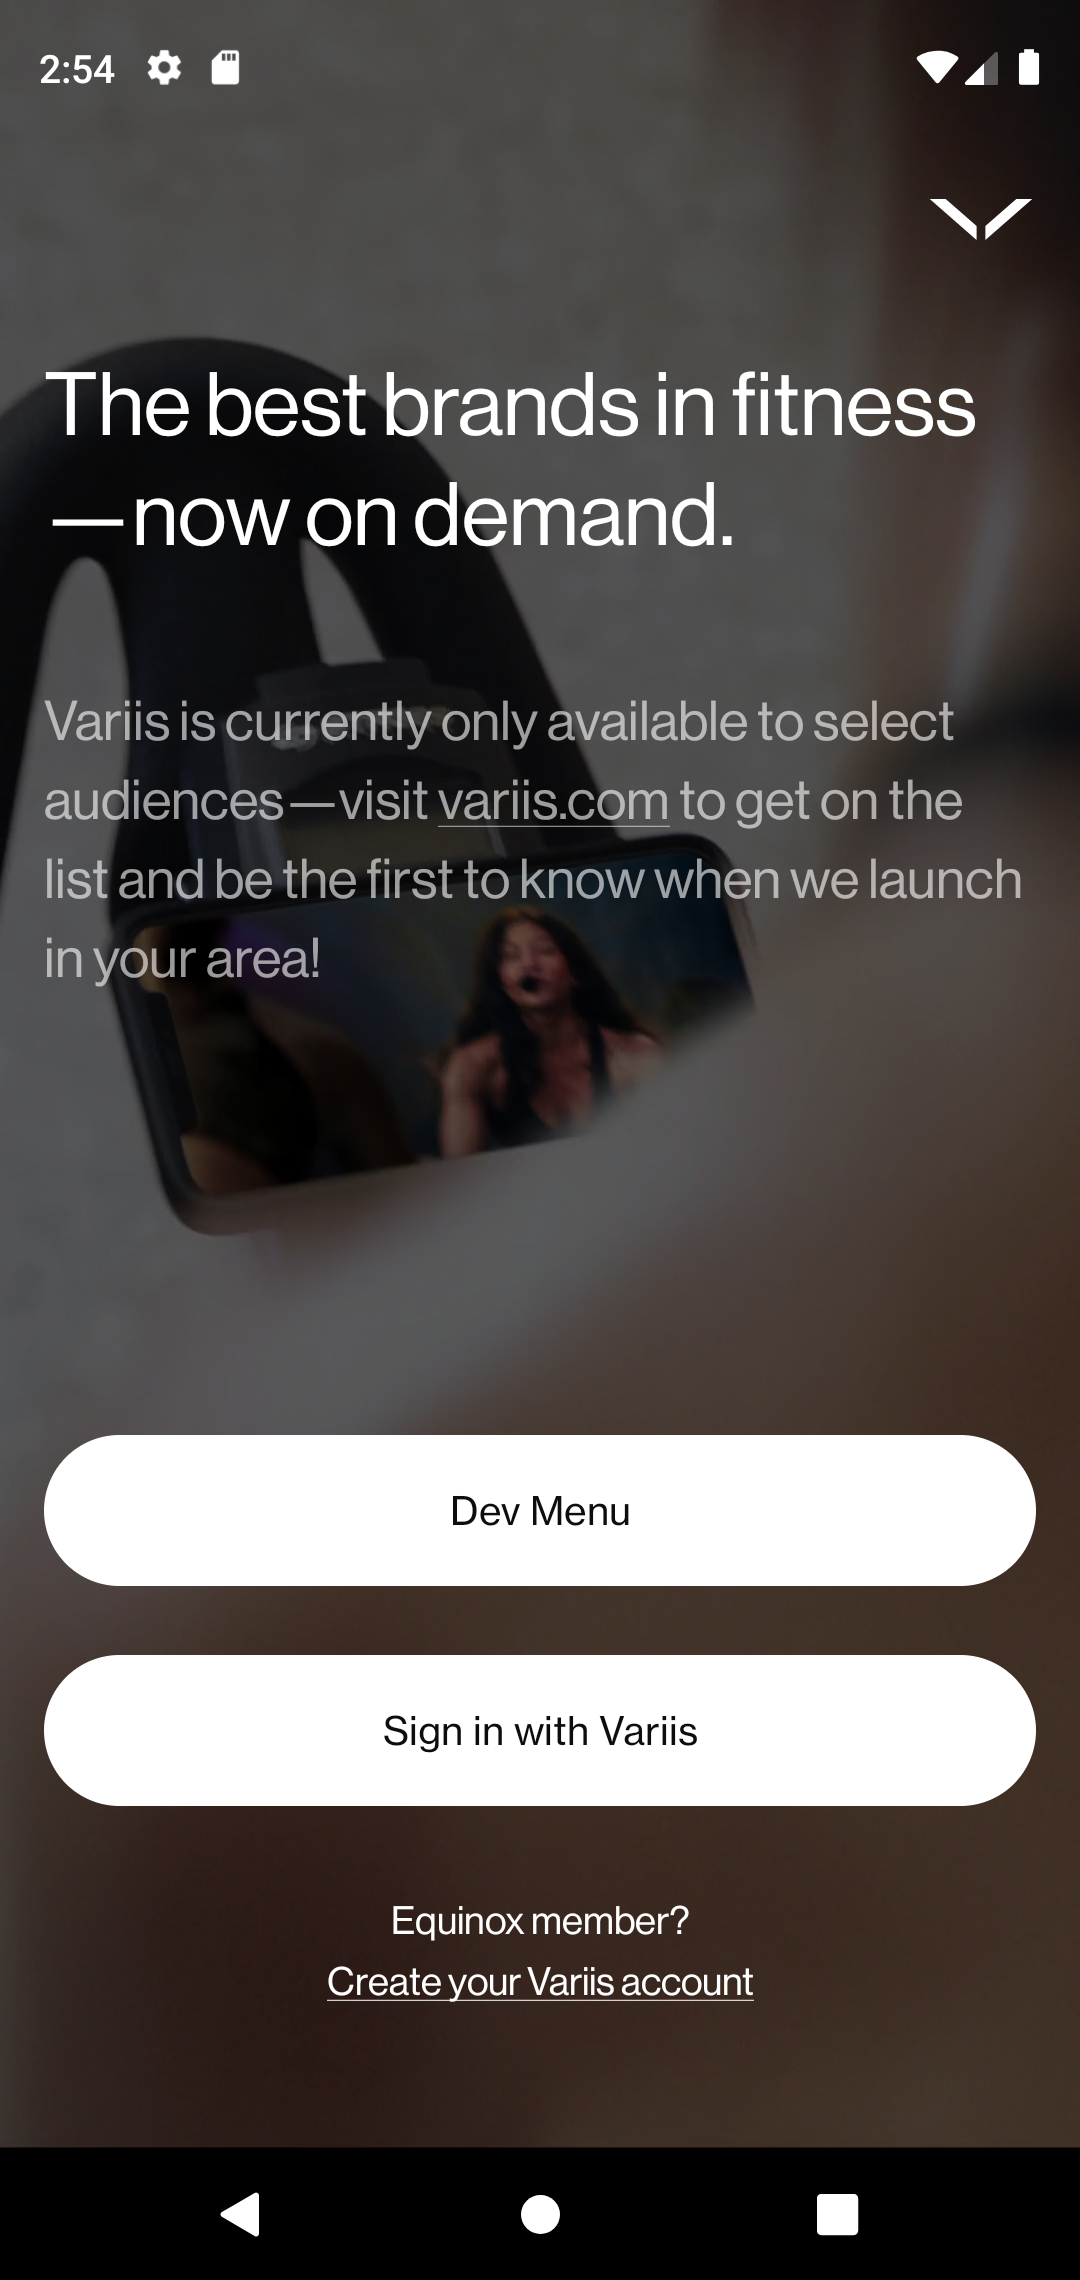 2:54
The best brands in fitness
—now on demand.
Variis is currently only available to select
audiences—visit variis.com to get on the
list and be the first to know when we launch
in your area!
Dev Menu
Sign in with Variis
Equinox member?
Create your Variis account